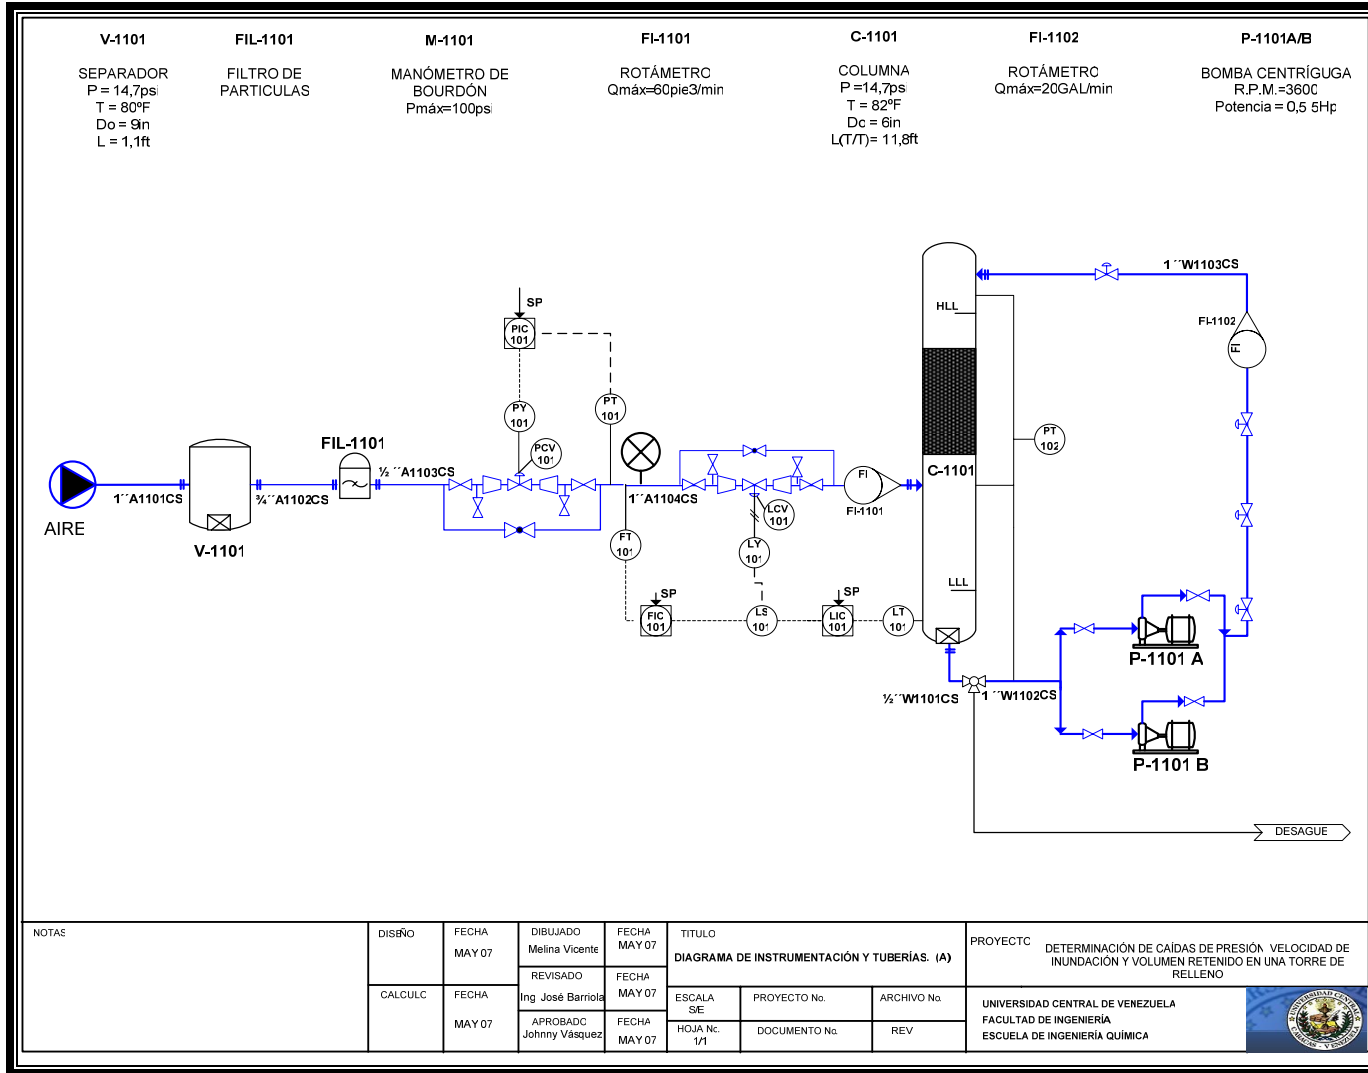 V-1101
SEPARADOR
P = 14,7psi
T = 80ºF
Do = 9in
L = 1,1ft
FIL-1101
FILTRO DE
PARTICULAS
M-1101
MANÓMETRO DE
BOURDÓN
Pmáx=100psi
FI-1101
ROTÁMETRO
Qmáx=60pie3/min
C-1101
COLUMNA
P =14,7psi
T = 82ºF
Do = 6in
L(T/T)= 11,8ft
FI-1102
ROTÁMETRO
Qmáx=20GAL/min
P-1101A/B
BOMBA CENTRÍGUGA
R.P.M.=3600
Potencia = 0,5 5Hp
1 ´´W1103CS
SP
HLL
PIC
101
FI-1102
FI
PY
101
PT
101
PT
102
FIL-1101
PCV
101
½ ´´A1103CS
C-1101
FI
1´´A1101CS
¾´´A1102CS
1´´A1104CS
FI-1101
AIRE
LCV
101
V-1101
FT
101
LY
101
LLL
SP
SP
FIC
101
LS
101
LIC
101
LT
101
P-1101 A
½´´W1101CS
1 ´´W1102CS
P-1101 B
DESAGUE
NOTAS
DISEÑO
FECHA
MAY 07
DIBUJADO
Melina Vicente
FECHA
MAY 07
REVISADO
Ing José Barriola
FECHA
MAY 07
CALCULO
FECHA
MAY 07
APROBADO
Johnny Vásquez
FECHA
MAY 07
TITULO
DIAGRAMA DE INSTRUMENTACIÓN Y TUBERÍAS. (A)
ESCALA
S/E
PROYECTO No.
ARCHIVO No.
HOJA No.
1/1
DOCUMENTO No.
REV
PROYECTO
DETERMINACIÓN DE CAÍDAS DE PRESIÓN, VELOCIDAD DE
INUNDACIÓN Y VOLUMEN RETENIDO EN UNA TORRE DE
RELLENO
UNIVERSIDAD CENTRAL DE VENEZUELA
FACULTAD DE INGENIERÍA
ESCUELA DE INGENIERÍA QUÍMICA
UNIVERSIDAD CENTRAL
CARACAS - VENEZUELA